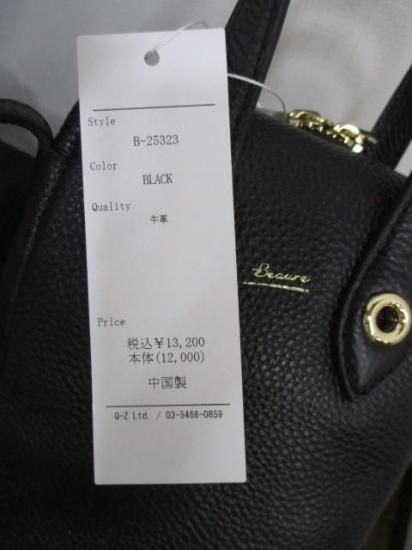 Style
B-25323
Color
BLACK
Quality
牛革
Price
税込¥13,200
本体(12,000)
中国製
Q-Z Ltd. / 03-5468-0859
Beaure